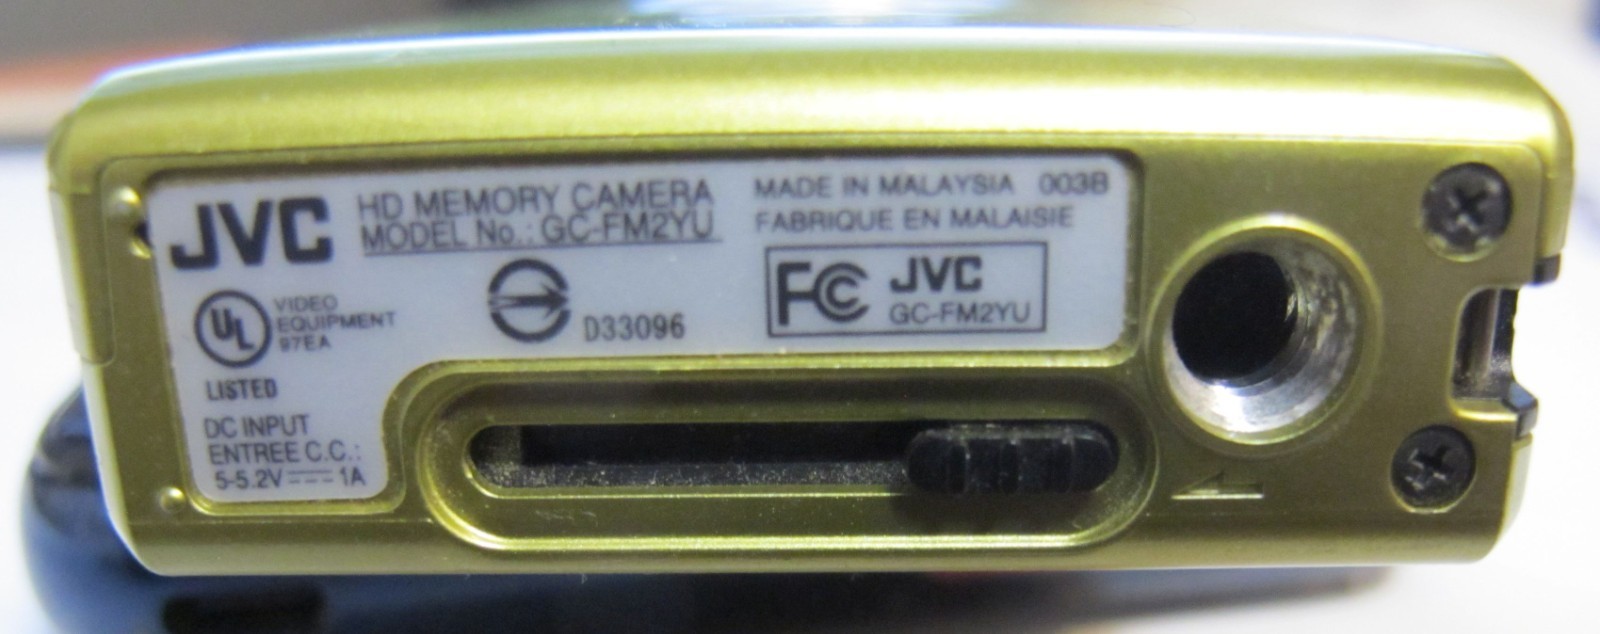 JVC
HD MEMORY CAMERA
MODEL No.: GC-FM2YU
MADE IN MALAYSIA 003B
FABRIQUE EN MALAISIE
UL
VIDEO
EQUIPMENT
97EA
LISTED
D33096
FC JVC
GC-FM2YU
DC INPUT
ENTREE C.C.:
5-5.2V 1A